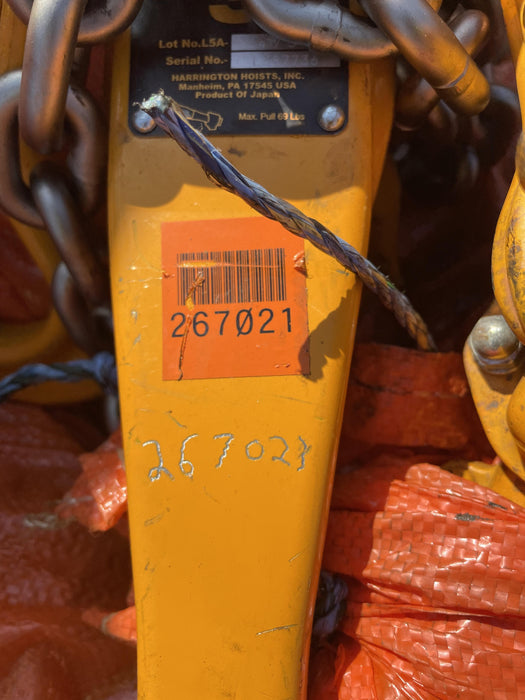 Lot No.L5A-
Serial No.-
HARRINGTON HOISTS, INC.
Manheim, PA 17545 USA
Product Of Japan
Max. Pull 69 Lbs
267021
267023